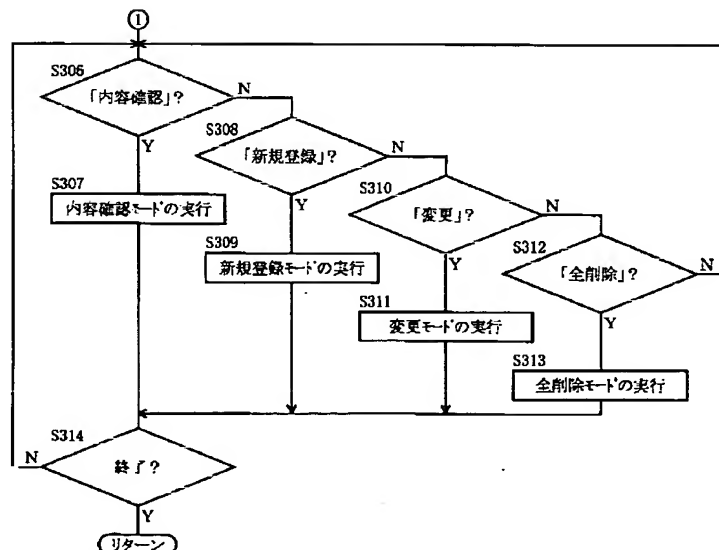 ①
S306
「内容確認」?
N
Y
S307
内容確認モードの実行
S308
「新規登録」?
N
Y
S309
新規登録モードの実行
S310
「変更」?
N
Y
S311
変更モードの実行
S312
「全削除」?
N
Y
S313
全削除モードの実行
S314
終了?
N
Y
リターン